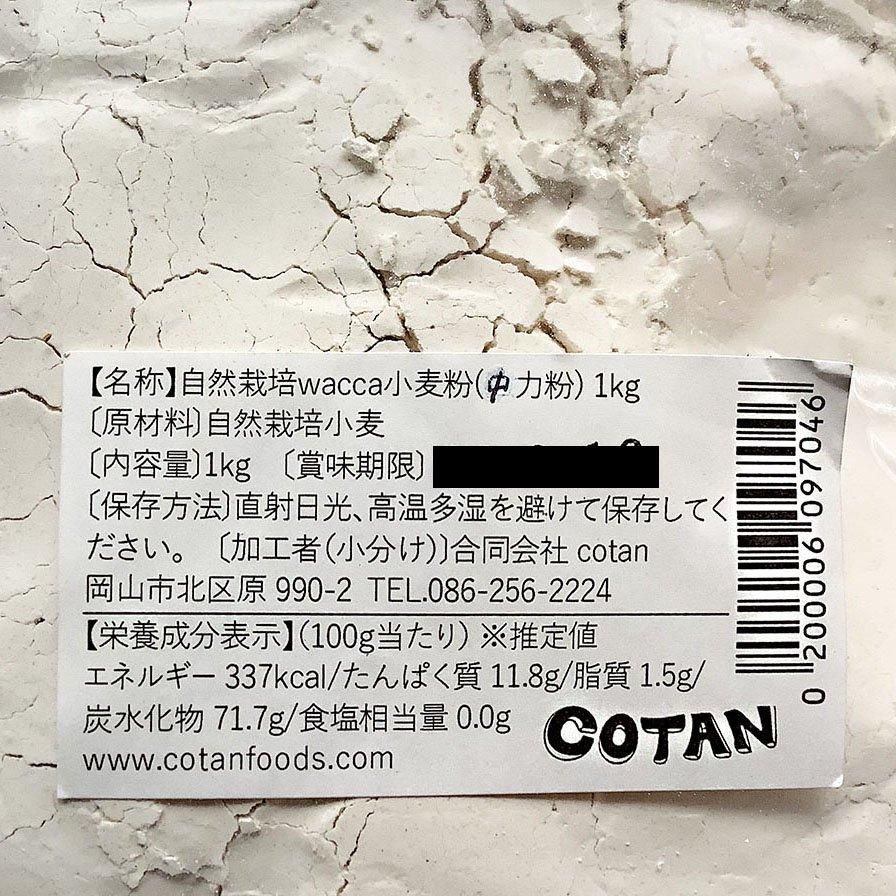 【名称】自然栽培wacca小麦粉(中力粉) 1kg
〔原材料〕自然栽培小麦
〔内容量〕1kg 〔賞味期限〕
〔保存方法〕直射日光、高温多湿を避けて保存してく
ださい。 〔加工者(小分け)〕合同会社 cotan
岡山市北区原 990-2 TEL.086-256-2224
【栄養成分表示】(100g当たり) ※推定値
エネルギー 337kcal/たんぱく質 11.8g/脂質 1.5g/
炭水化物 71.7g/食塩相当量 0.0g
www.cotanfoods.com
COTAN
0 200006 097046